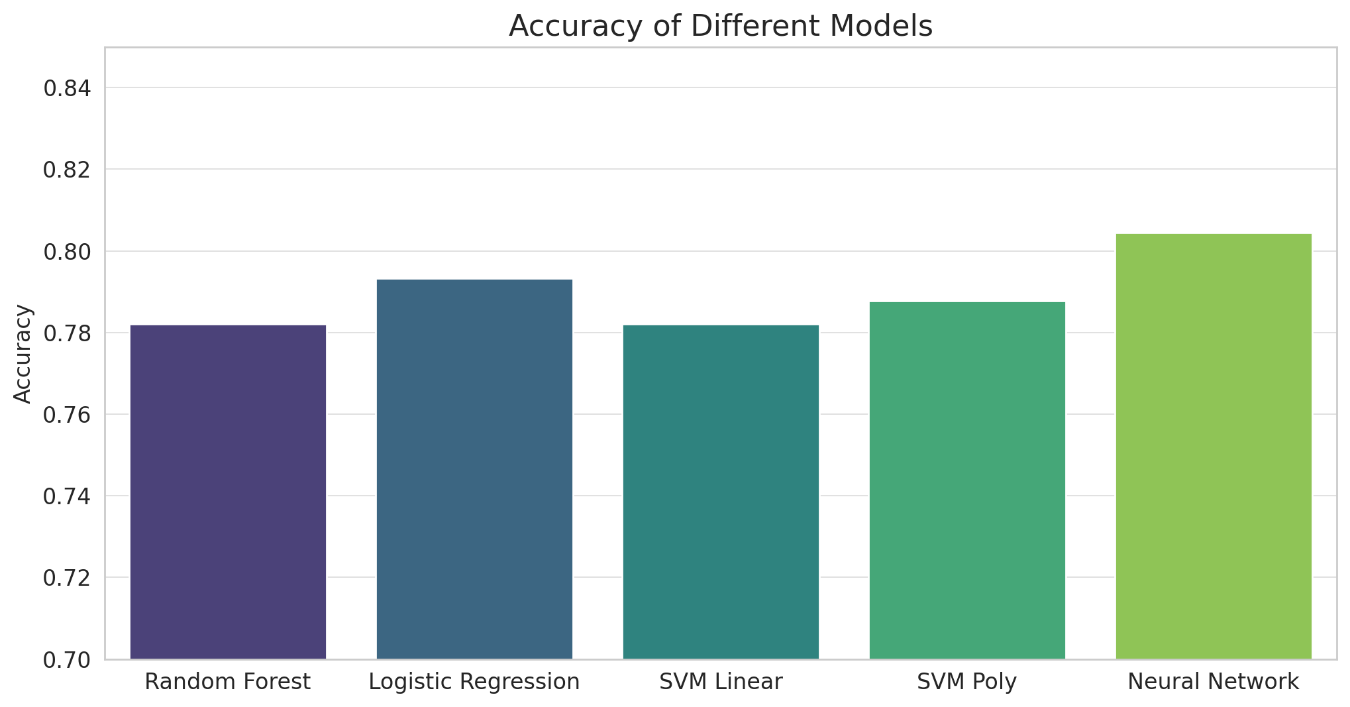 Accuracy of Different Models
Accuracy
0.84
0.82
0.80
0.78
0.76
0.74
0.72
0.70
Random Forest
Logistic Regression
SVM Linear
SVM Poly
Neural Network